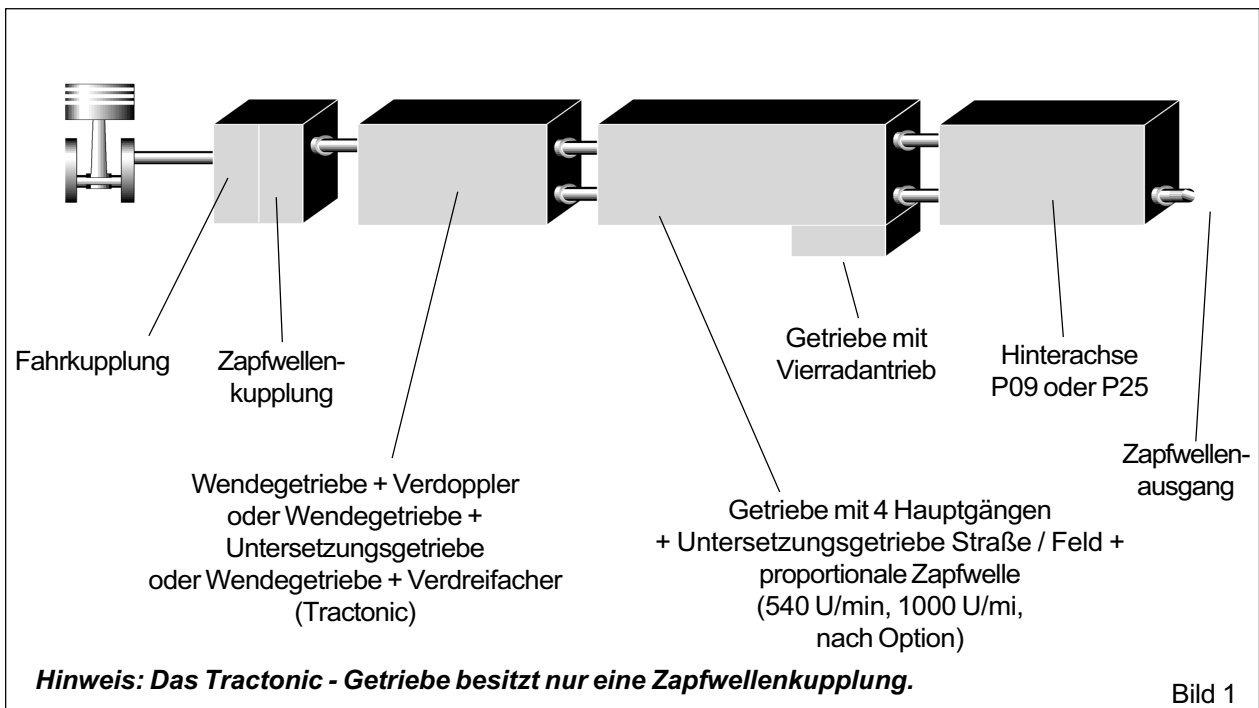 Fahrkupplung
Zapfwellen-
kupplung
Getriebe mit
Vierradantrieb
Hinterachse
P09 oder P25
Zapfwellen-
ausgang
Wendegetriebe + Verdoppler
oder Wendegetriebe +
Untersetzungsgetriebe
oder Wendegetriebe + Verdreifacher
(Tractonic)
Getriebe mit 4 Hauptgängen
+ Untersetzungsgetriebe Straße / Feld +
proportionale Zapfwelle
(540 U/min, 1000 U/mi,
nach Option)
Hinweis: Das Tractonic - Getriebe besitzt nur eine Zapfwellenkupplung.
Bild 1